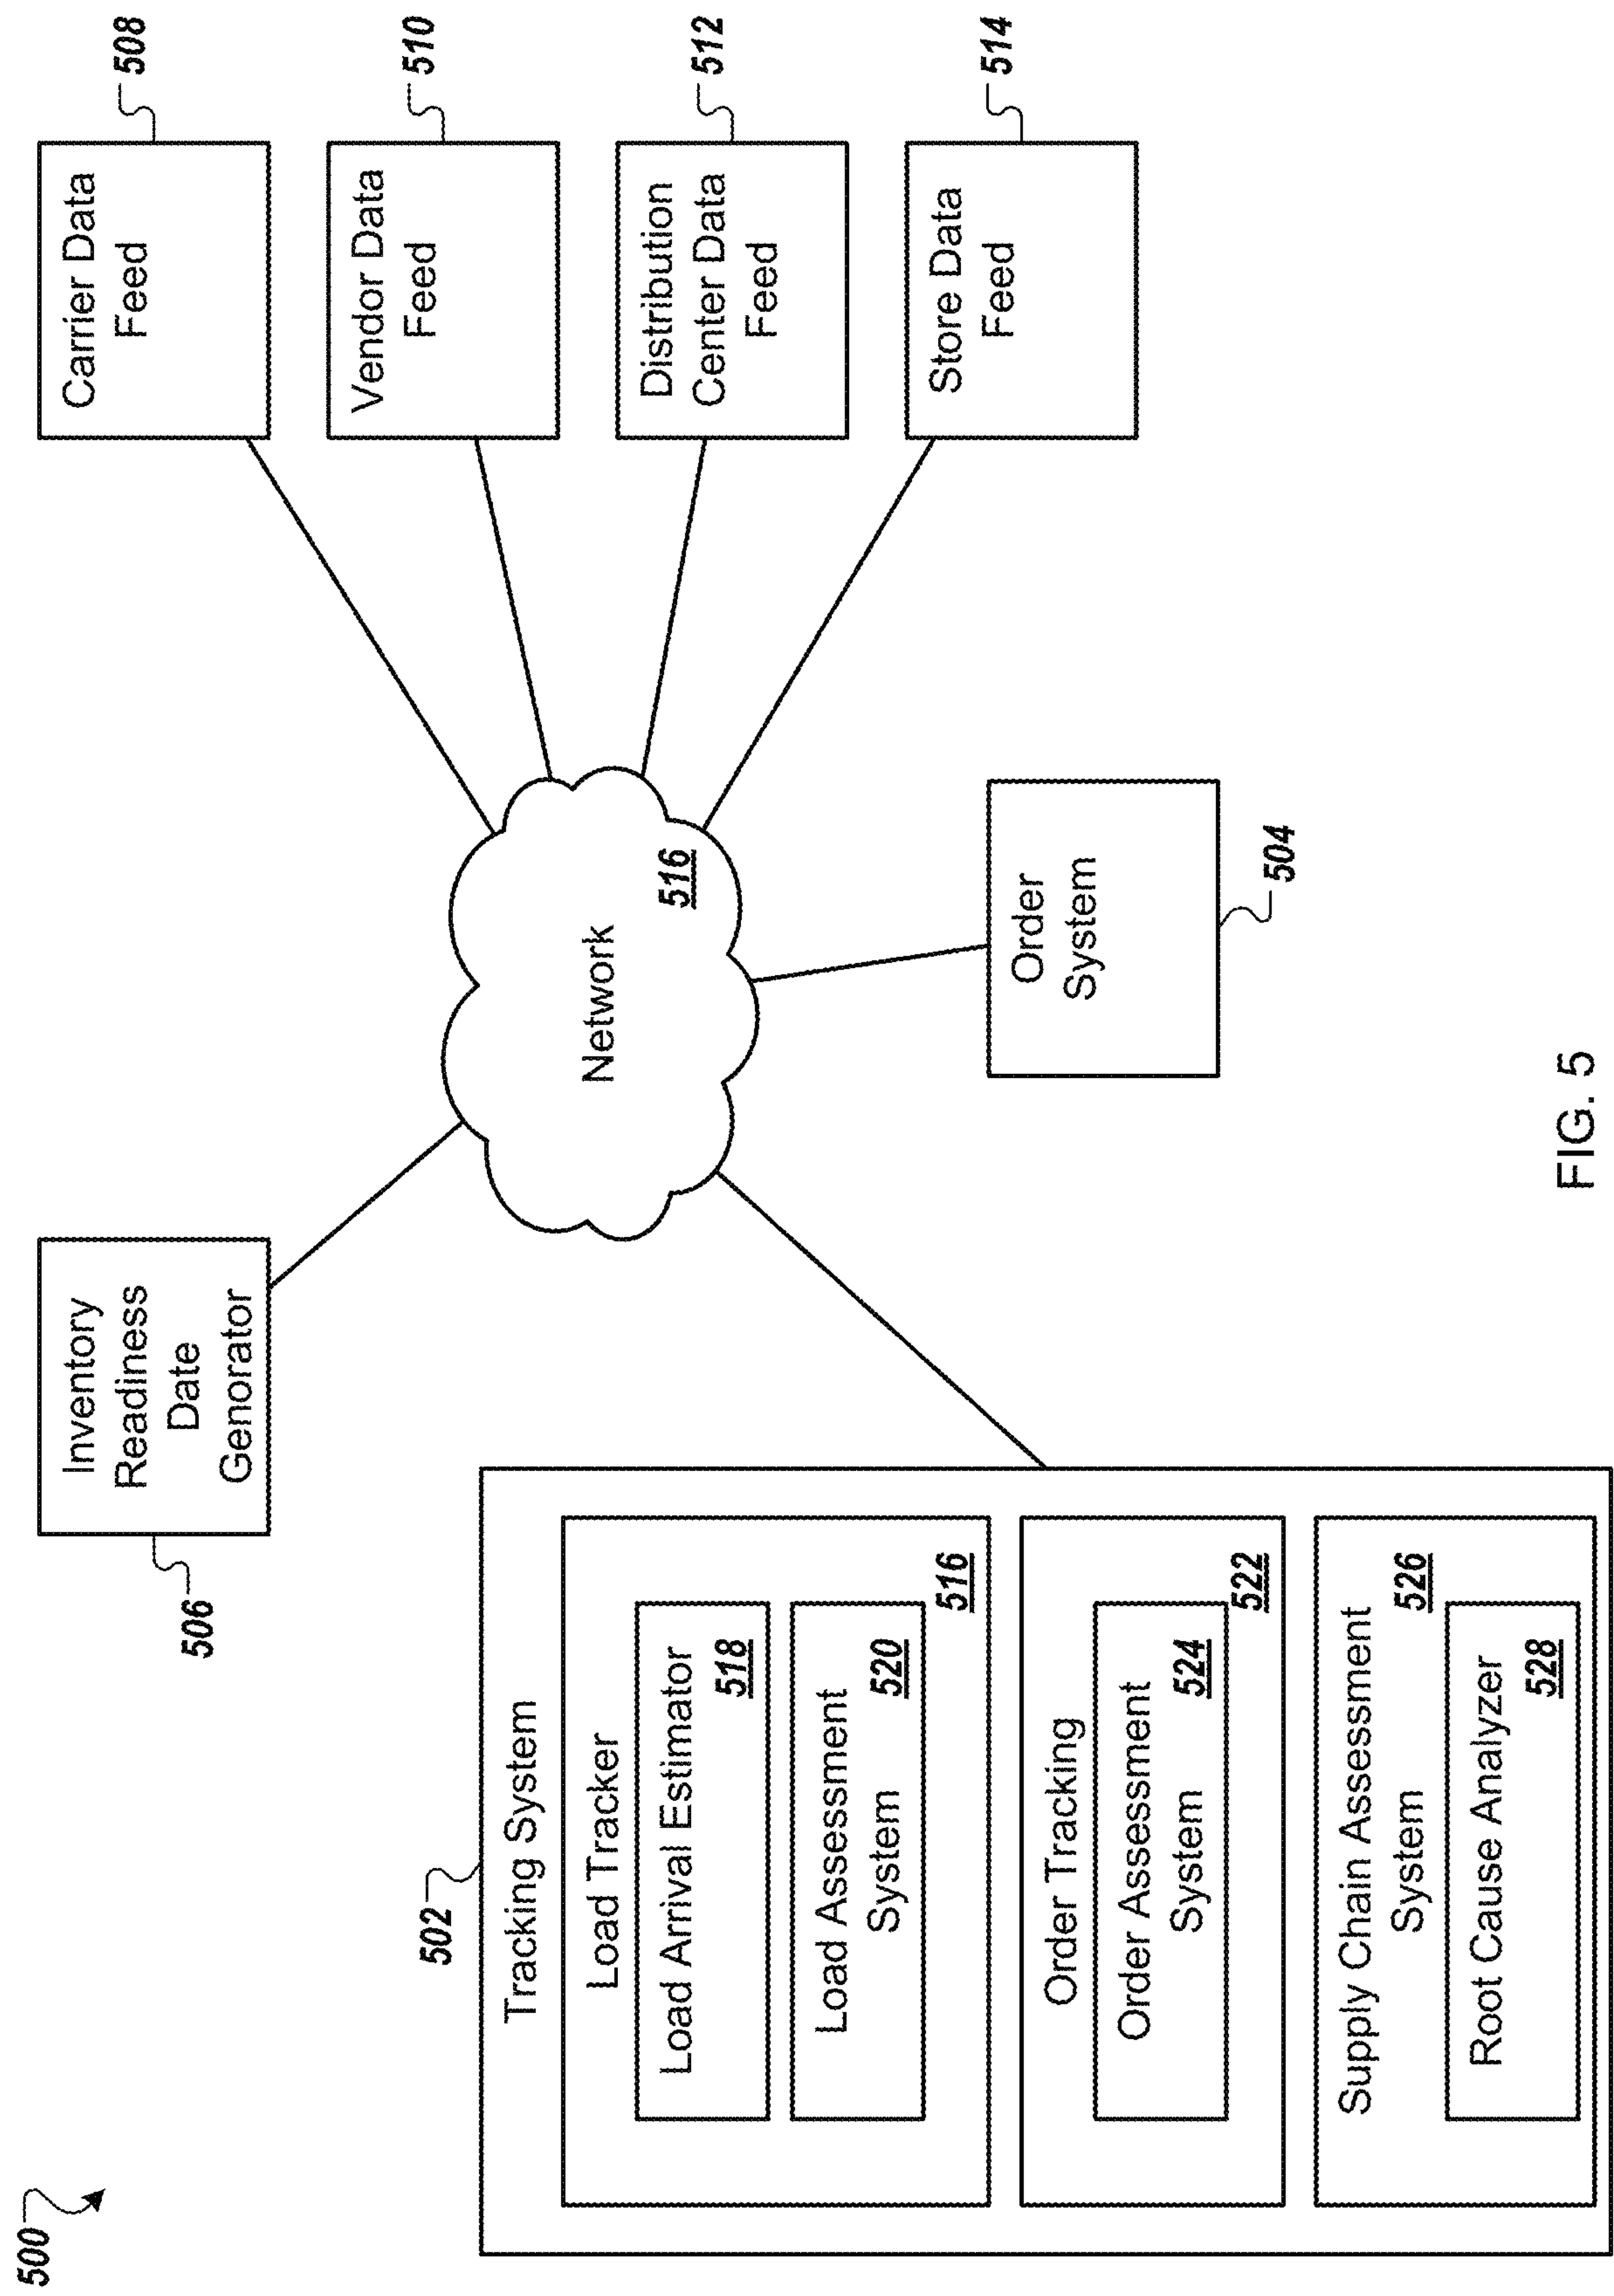 500
506
Inventory
Readiness
Date
Genorator
502
Tracking System
Load Tracker
Load Arrival Estimator
518
Load Assessment
System
520
516
Order Tracking
Order Assessment
System
524
522
Supply Chain Assessment
System
526
Root Cause Analyzer
528
Network
516
Order
System
504
Carrier Data
Feed
508
Vendor Data
Feed
510
Distribution
Center Data
Feed
512
Store Data
Feed
514
FIG. 5